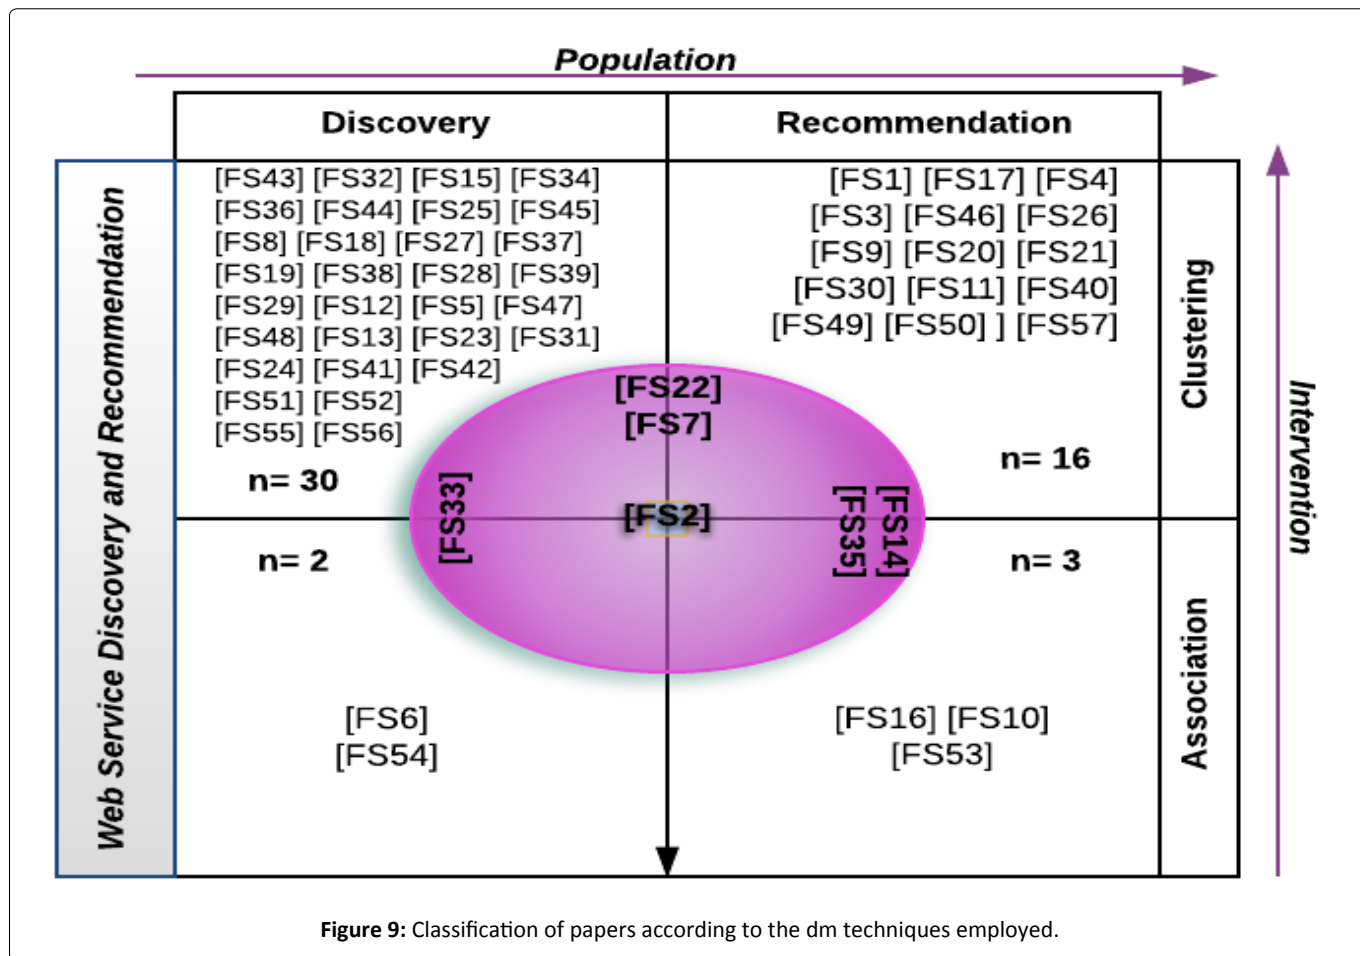 Population
Discovery
Recommendation
Web Service Discovery and Recommendation
[FS43] [FS32] [FS15] [FS34]
[FS36] [FS44] [FS25] [FS45]
[FS8] [FS18] [FS27] [FS37]
[FS19] [FS38] [FS28] [FS39]
[FS29] [FS12] [FS5] [FS47]
[FS48] [FS13] [FS23] [FS31]
[FS24] [FS41] [FS42]
[FS51] [FS52]
[FS55] [FS56]
n= 30
[FS1] [FS17] [FS4]
[FS3] [FS46] [FS26]
[FS9] [FS20] [FS21]
[FS30] [FS11] [FS40]
[FS49] [FS50] ] [FS57]
n= 16
Clustering
Intervention
[FS22]
[FS7]
[FS33]
[FS2]
[FS14]
[FS35]
n= 2
[FS6]
[FS54]
n= 3
[FS16] [FS10]
[FS53]
Association
Figure 9: Classification of papers according to the dm techniques employed.